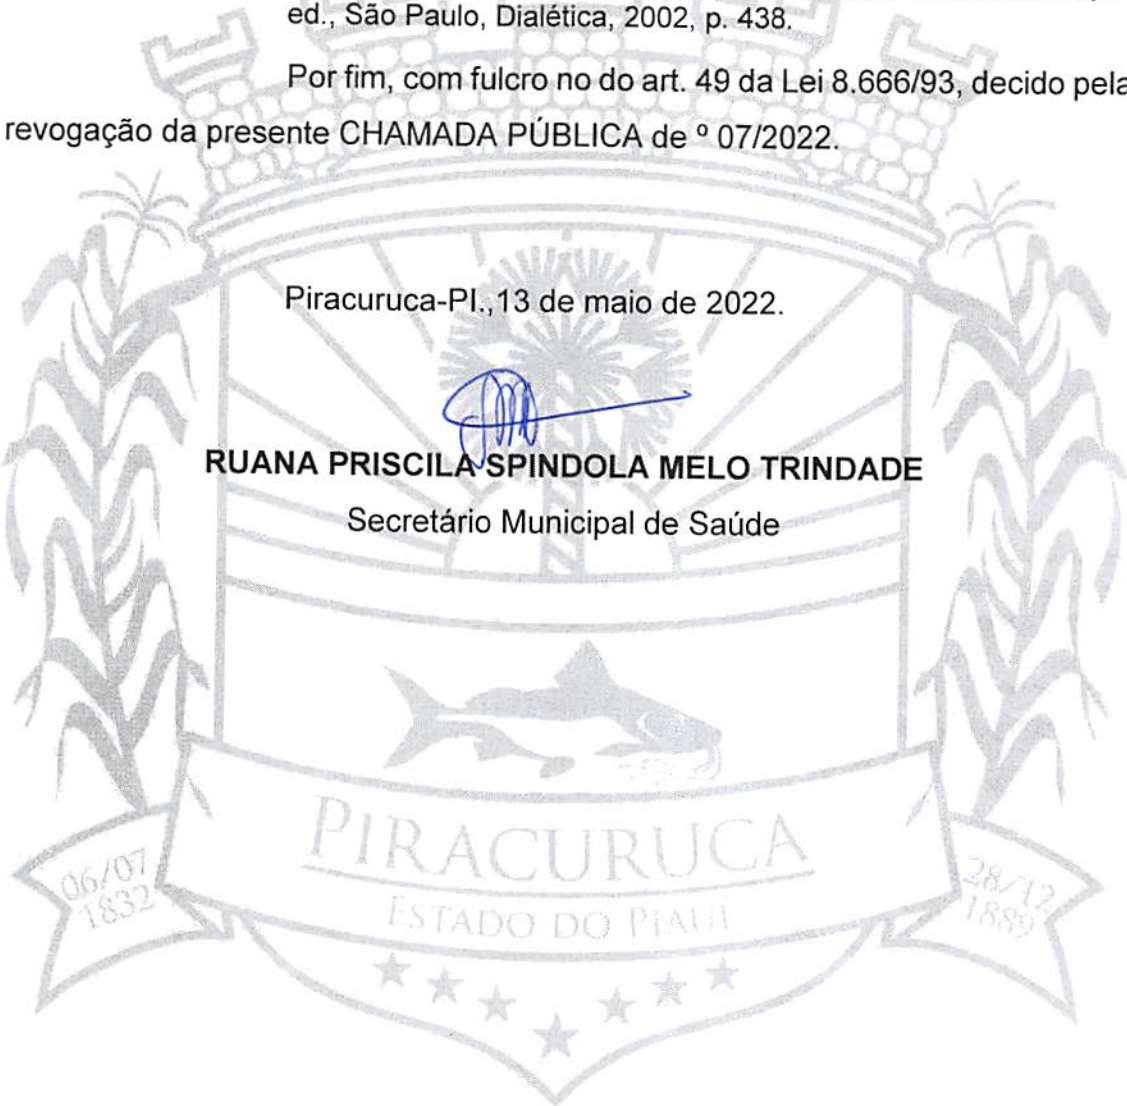 ed., São Paulo, Dialética, 2002, p. 438.
Por fim, com fulcro no do art. 49 da Lei 8.666/93, decido pela
revogação da presente CHAMADA PÚBLICA de º 07/2022.
Piracuruca-PI.,13 de maio de 2022.
RUANA PRISCILA SPINDOLA MELO TRINDADE
Secretário Municipal de Saúde
PIRACURUCA
06/07
1832
ESTADO DO PIAUÍ
28/12
1889